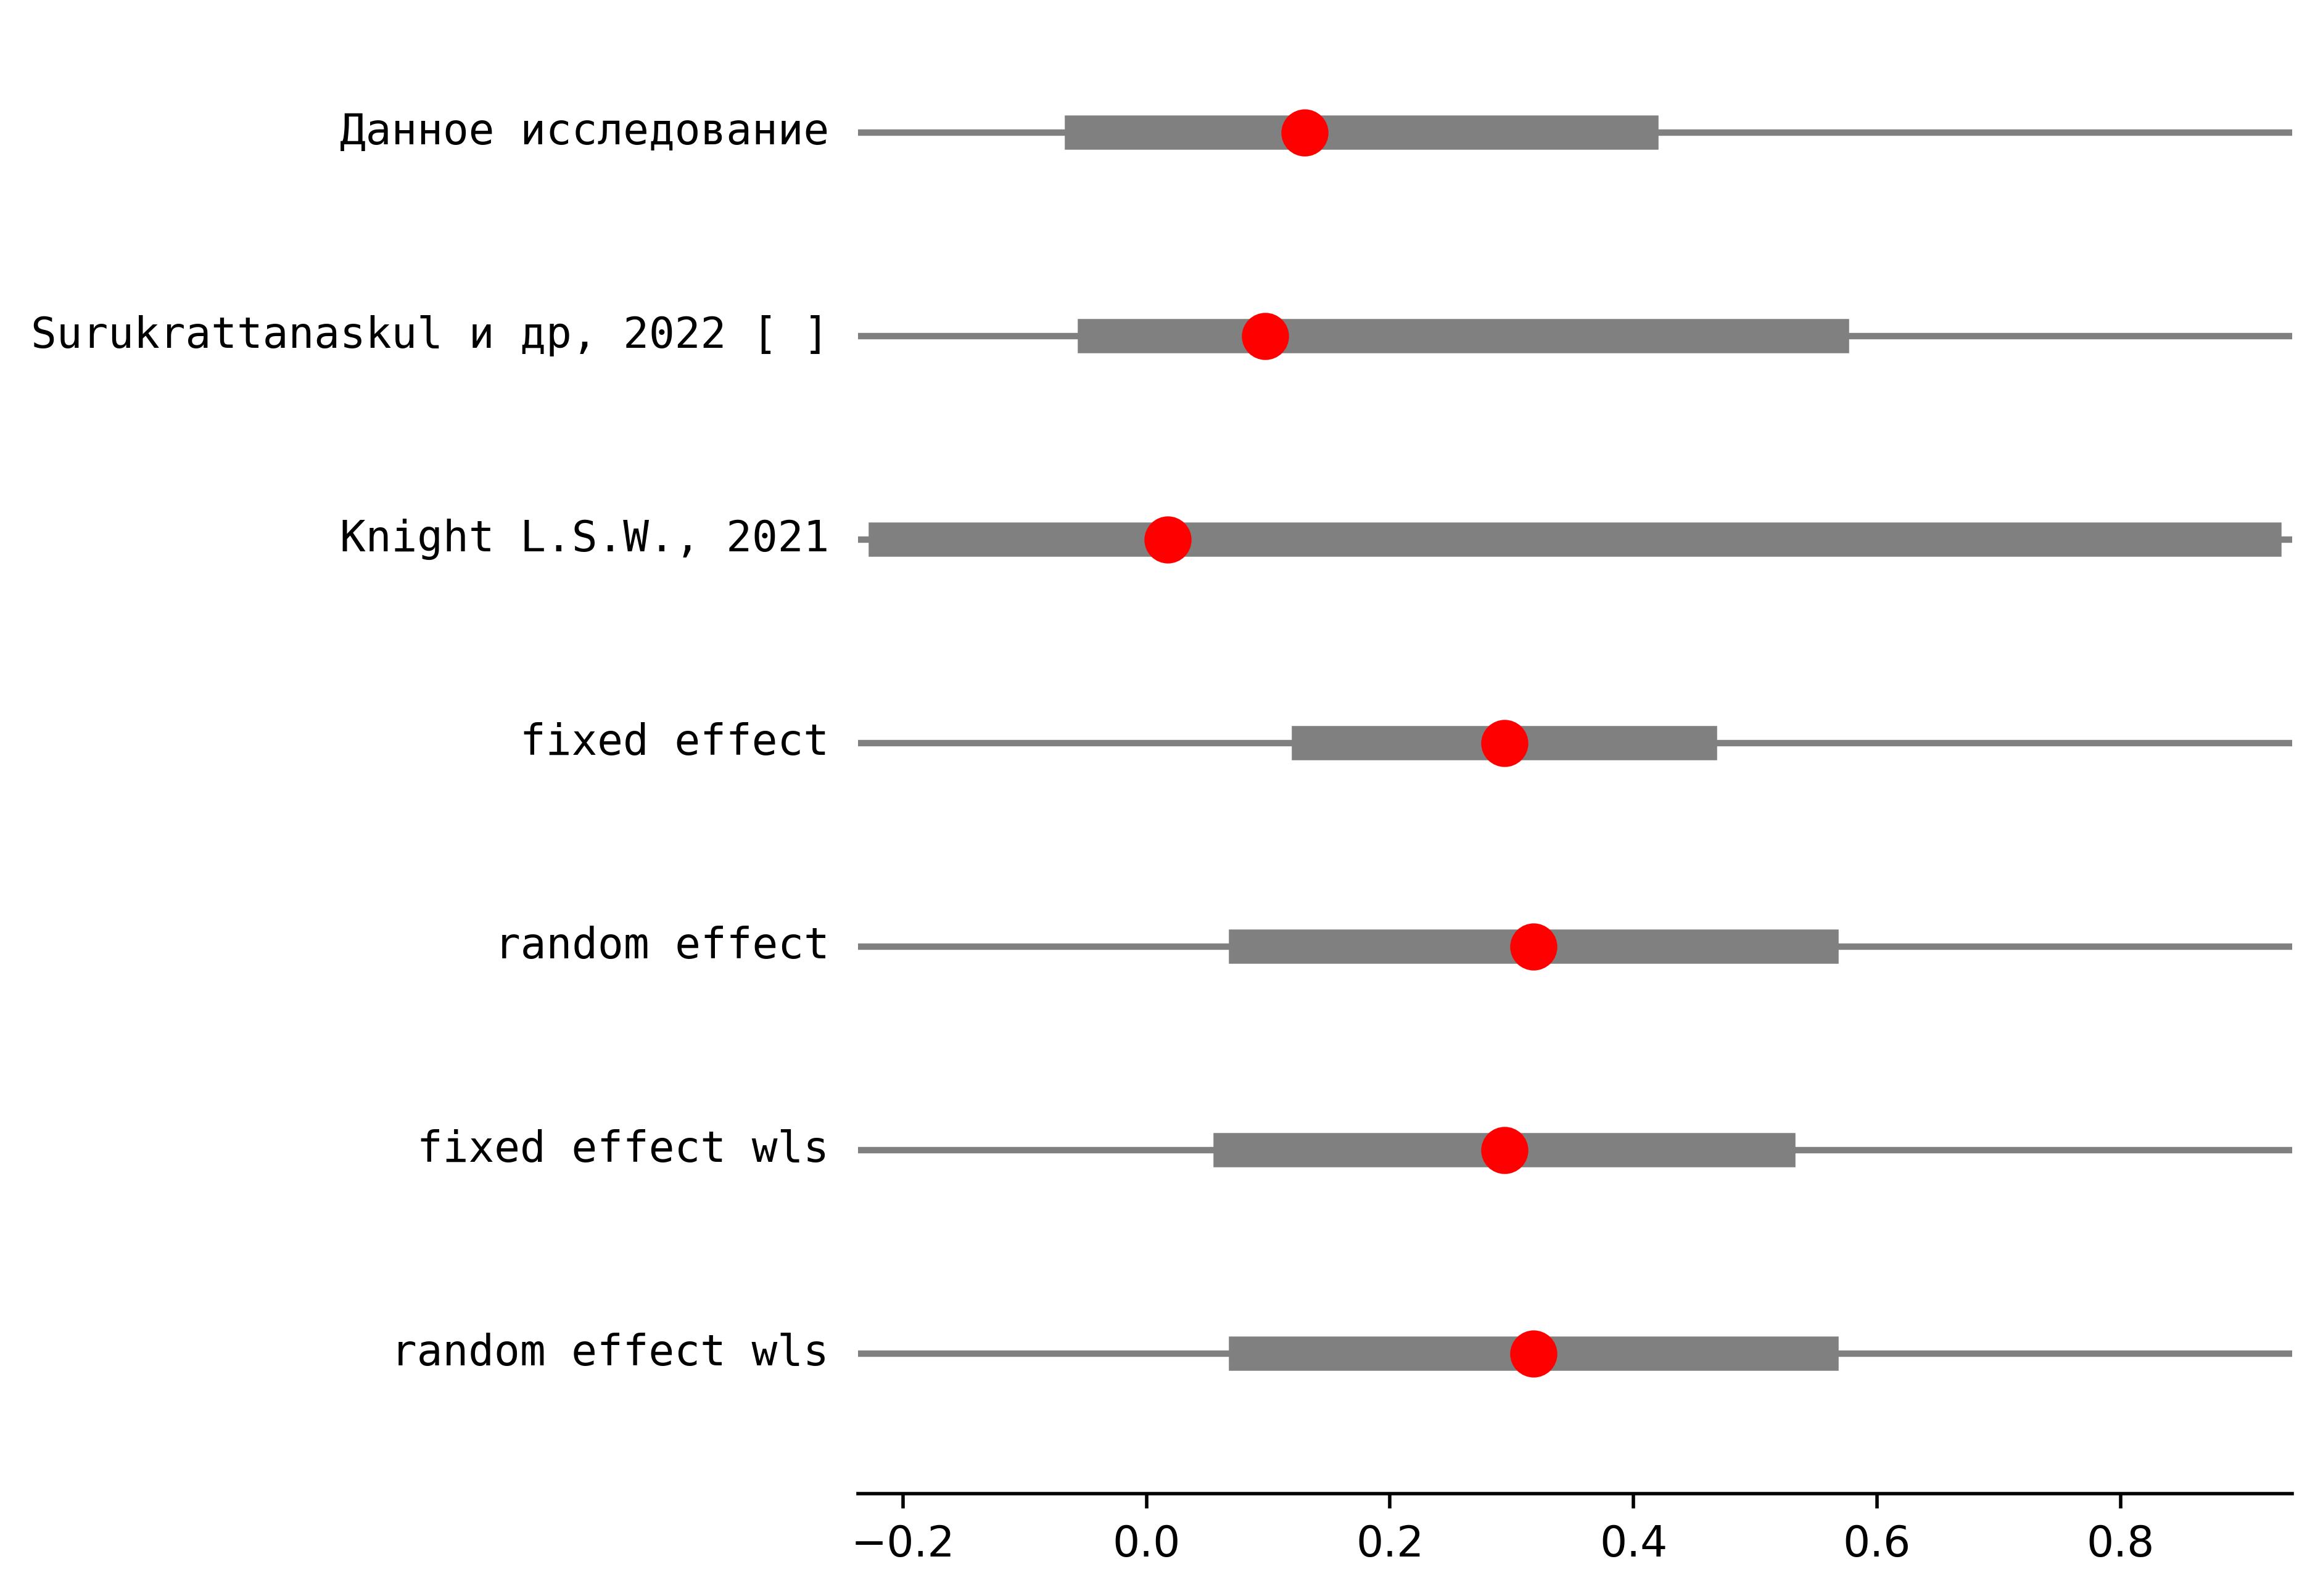 Данное исследование
Surukrattanaskul и др, 2022 [ ]
Knight L.S.W., 2021
fixed effect
random effect
fixed effect wls
random effect wls
−0.2 0.0 0.2 0.4 0.6 0.8